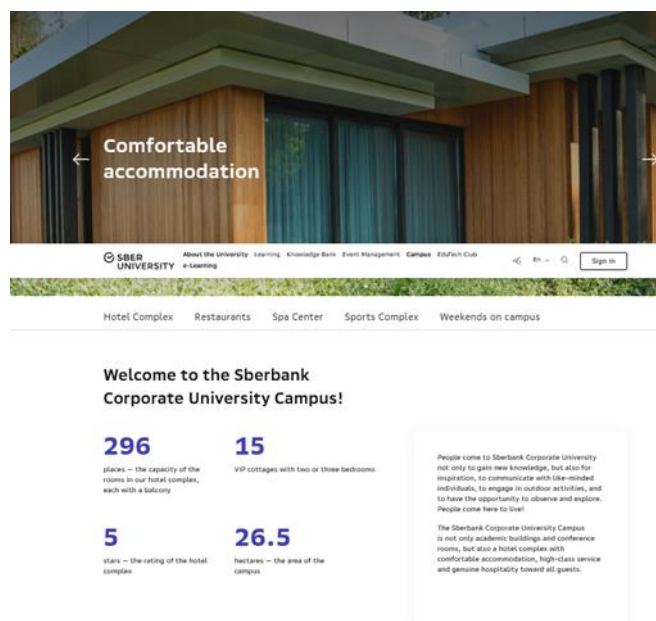 Comfortable
accommodation
SBER
UNIVERSITY
About the University Learning Knowledge Bank Event Management Campus EduTech Club
e-Learning
En
Sign in
Hotel Complex Restaurants Spa Center Sports Complex Weekends on campus
Welcome to the Sberbank
Corporate University Campus!
296
places — the capacity of the
rooms in our hotel complex,
each with a balcony
15
VIP cottages with two or three bedrooms
5
stars — the rating of the hotel
complex
26.5
hectares — the area of the
campus
People come to Sberbank Corporate University
not only to gain new knowledge, but also for
inspiration, to communicate with like-minded
individuals, to engage in outdoor activities, and
to have the opportunity to observe and explore.
People come here to live!
The Sberbank Corporate University Campus
is not only academic buildings and conference
rooms, but also a hotel complex with
comfortable accommodation, high-class service
and genuine hospitality toward all guests.